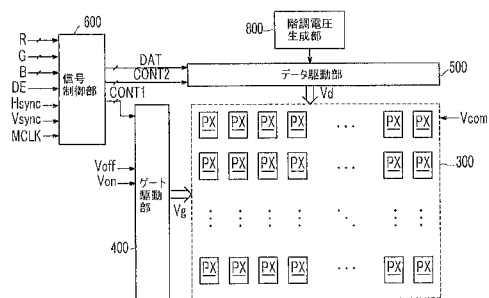 600
R
G
B
DE
Hsync
Vsync
MCLK
信号
制御部
DAT
CONT2
CONT1
800
階調電圧
生成部
データ駆動部
500
Vd
Vcom
300
Voff
Von
ゲート
駆動
部
400
Vg
PX PX PX PX … PX PX
PX PX PX PX … PX PX
PX PX PX PX … PX PX